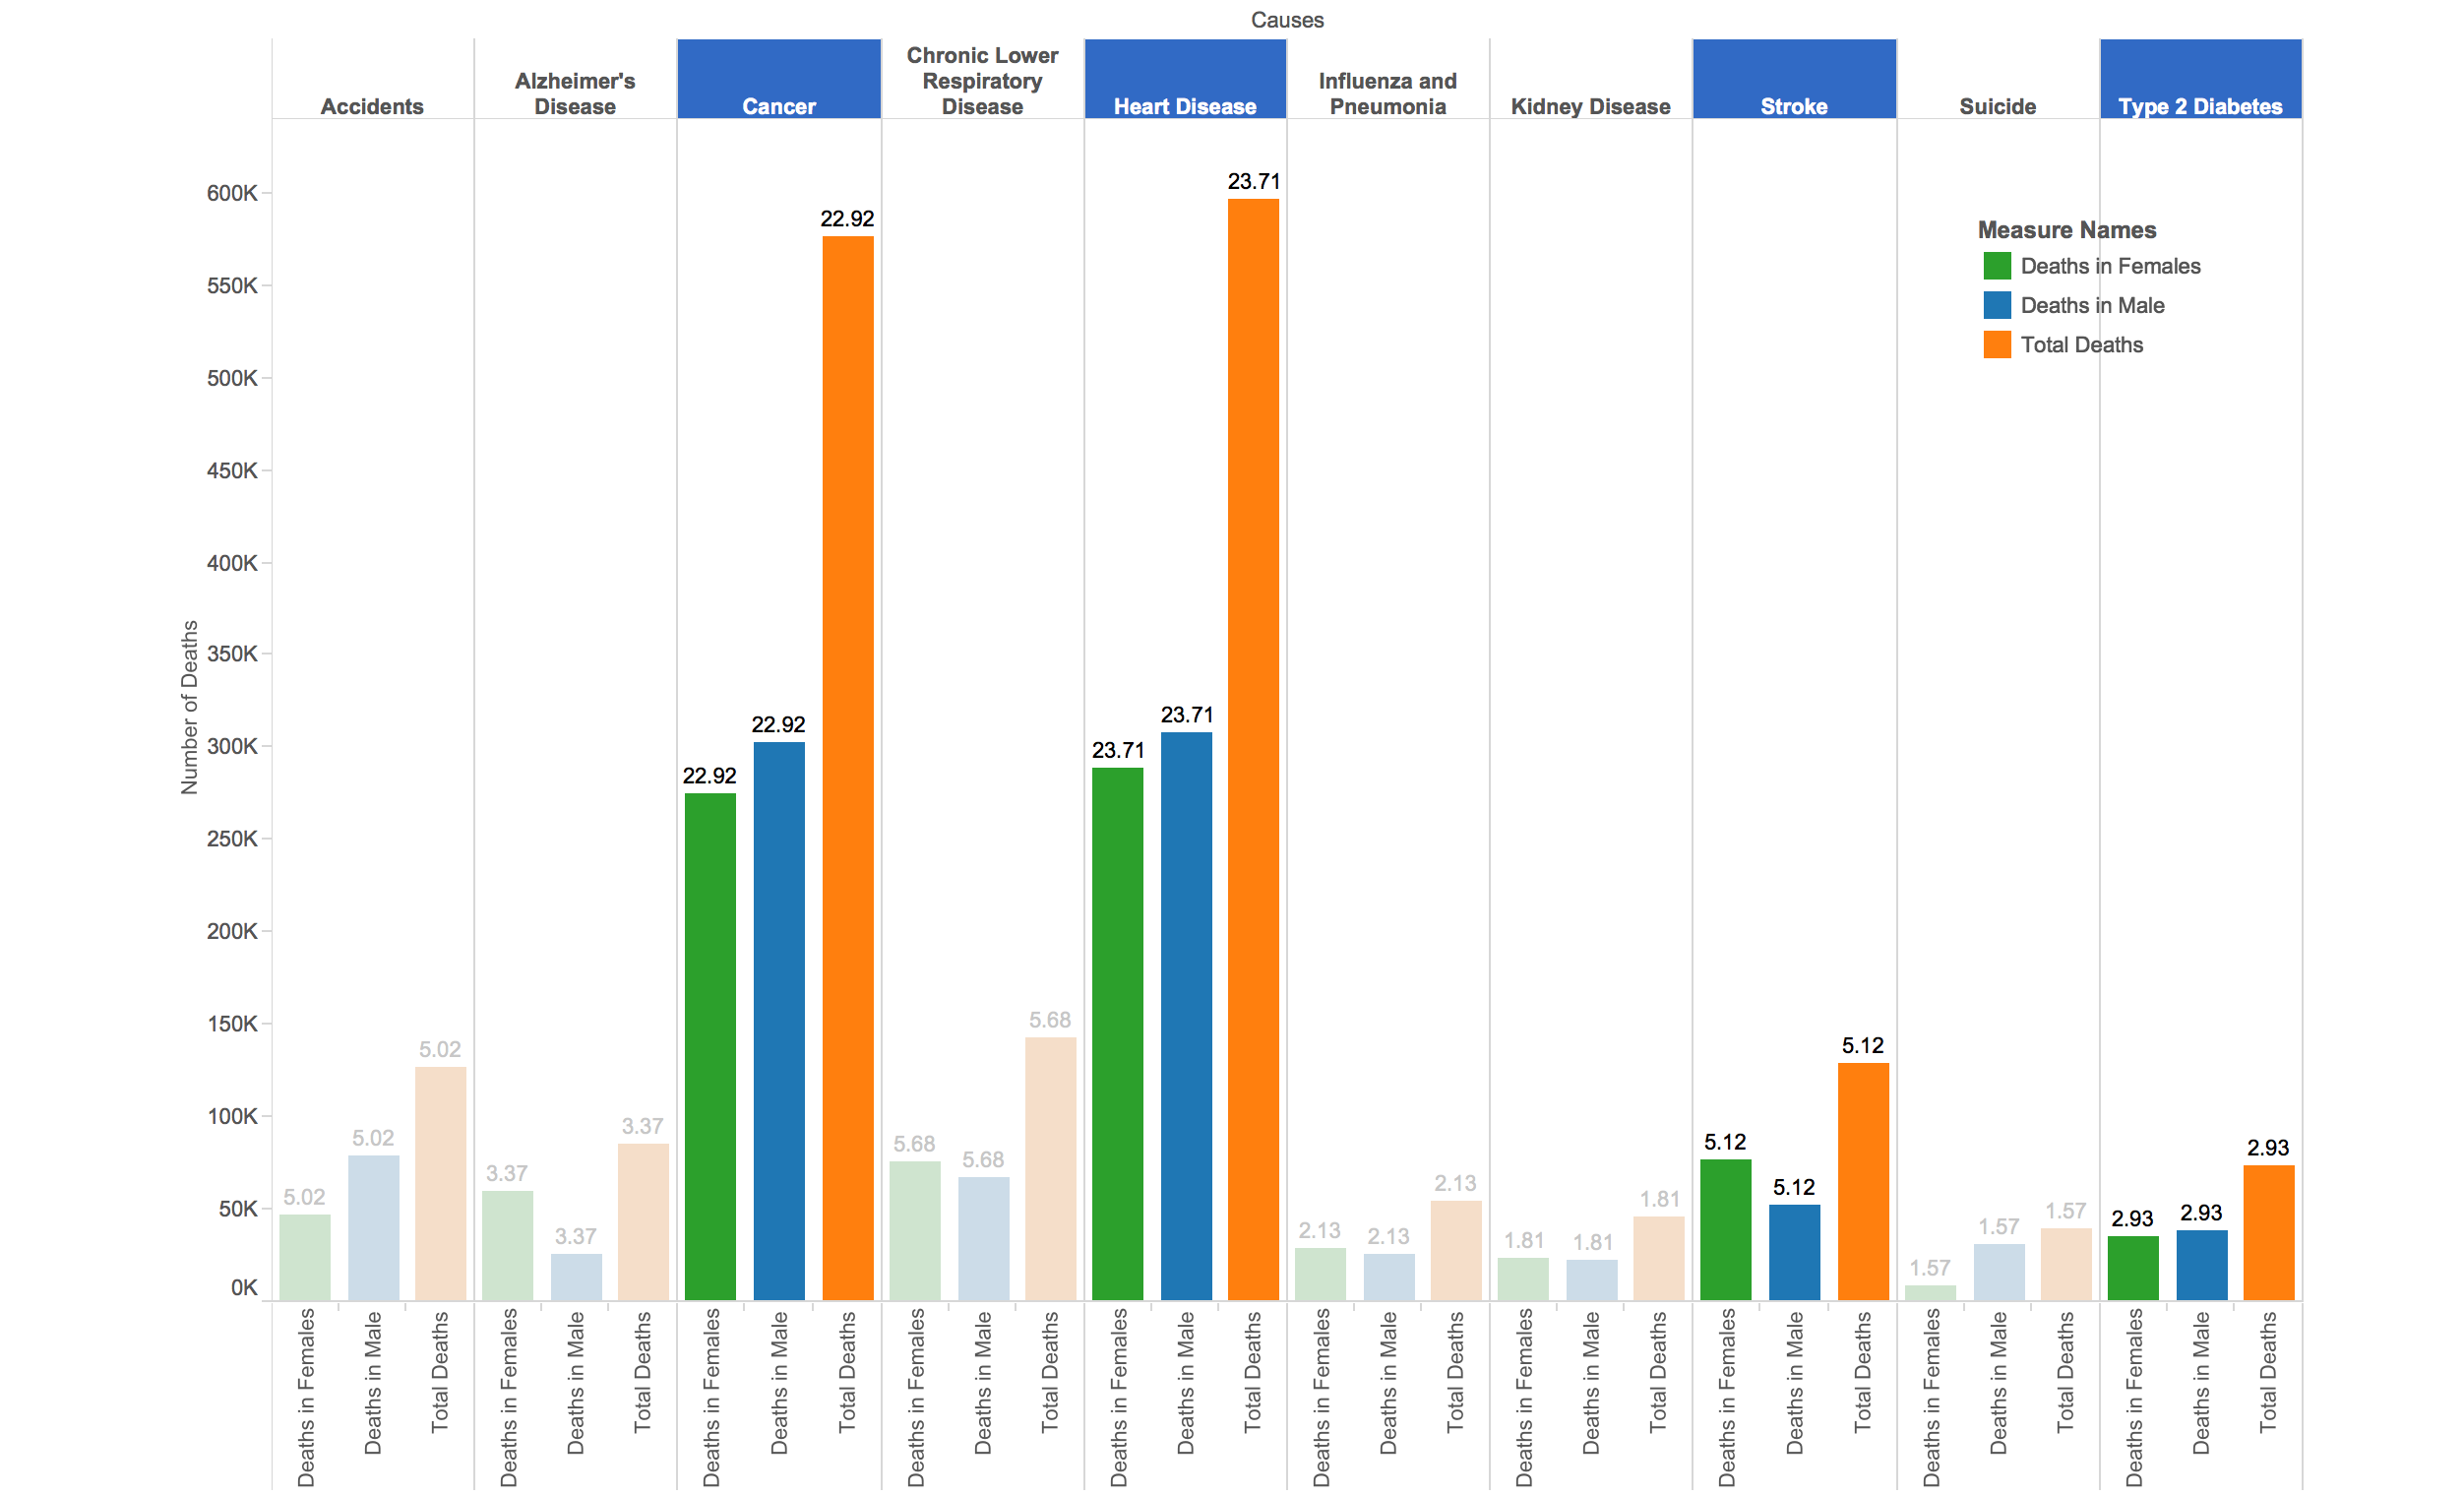 Causes
Accidents
Alzheimer's
Disease
Cancer
Chronic Lower
Respiratory
Disease
Heart Disease
Influenza and
Pneumonia
Kidney Disease
Stroke
Suicide
Type 2 Diabetes
Number of Deaths
600K
550K
500K
450K
400K
350K
300K
250K
200K
150K
100K
50K
0K
Measure Names
Deaths in Females
Deaths in Male
Total Deaths
5.02
5.02
5.02
3.37
3.37
3.37
22.92
22.92
22.92
5.68
5.68
5.68
23.71
23.71
23.71
2.13
2.13
2.13
1.81
1.81
1.81
5.12
5.12
5.12
1.57
1.57
1.57
2.93
2.93
2.93
Deaths in Females
Deaths in Male
Total Deaths
Deaths in Females
Deaths in Male
Total Deaths
Deaths in Females
Deaths in Male
Total Deaths
Deaths in Females
Deaths in Male
Total Deaths
Deaths in Females
Deaths in Male
Total Deaths
Deaths in Females
Deaths in Male
Total Deaths
Deaths in Females
Deaths in Male
Total Deaths
Deaths in Females
Deaths in Male
Total Deaths
Deaths in Females
Deaths in Male
Total Deaths
Deaths in Females
Deaths in Male
Total Deaths